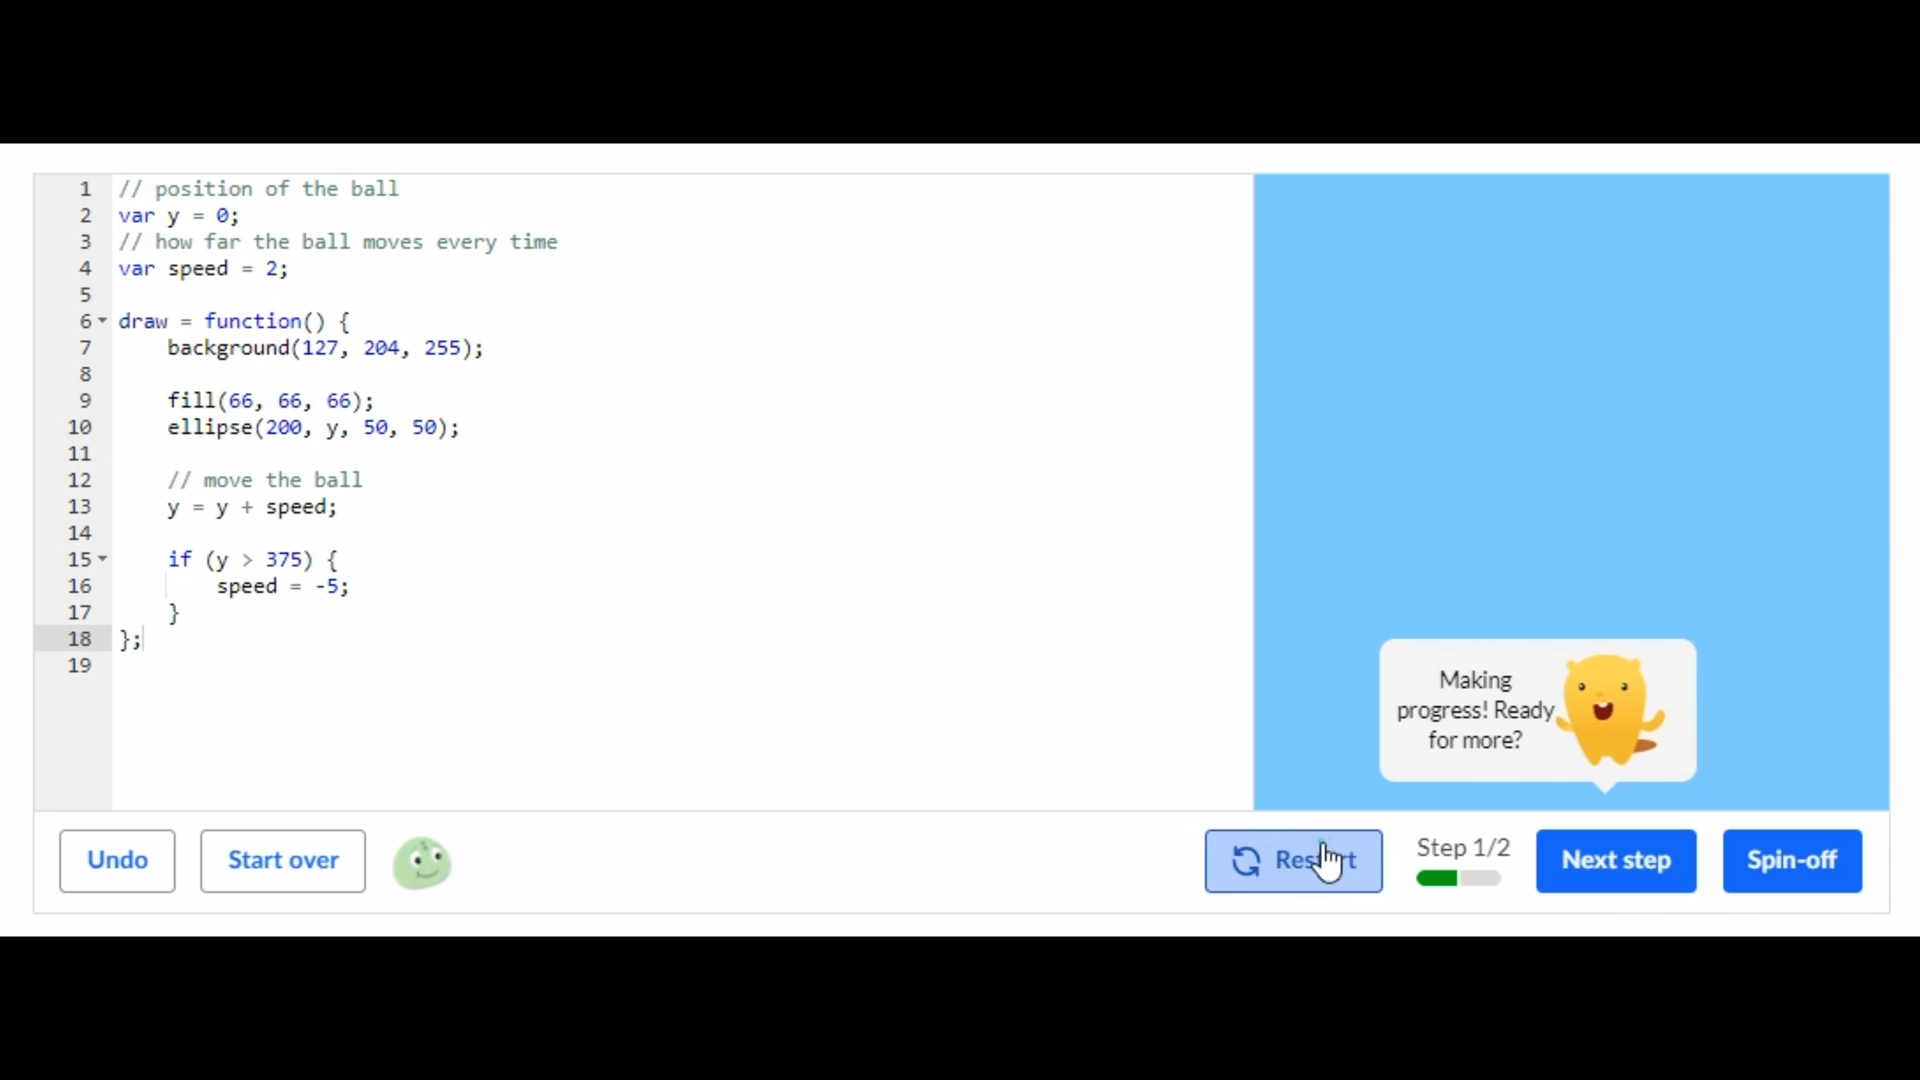 1 // position of the ball
2 var y = 0;
3 // how far the ball moves every time
4 var speed = 2;
5
6 draw = function() {
7 background(127, 204, 255);
8
9 fill(66, 66, 66);
10 ellipse(200, y, 50, 50);
11
12 // move the ball
13 y = y + speed;
14
15 if (y > 375) {
16 speed = -5;
17 }
18 };
19
Making
progress! Ready
for more?
Undo
Start over
Step 1/2
Next step
Spin-off